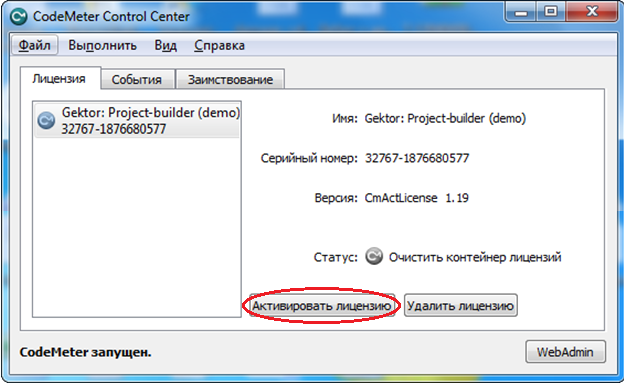 CodeMeter Control Center
Файл Выполнить Вид Справка
Лицензия События Заимствование
Gektor: Project-builder (demo)
32767-1876680577
Имя: Gektor: Project-builder (demo)
Серийный номер: 32767-1876680577
Версия: CmActLicense 1.19
Статус: Очистить контейнер лицензий
Активировать лицензию Удалить лицензию
CodeMeter запущен. WebAdmin